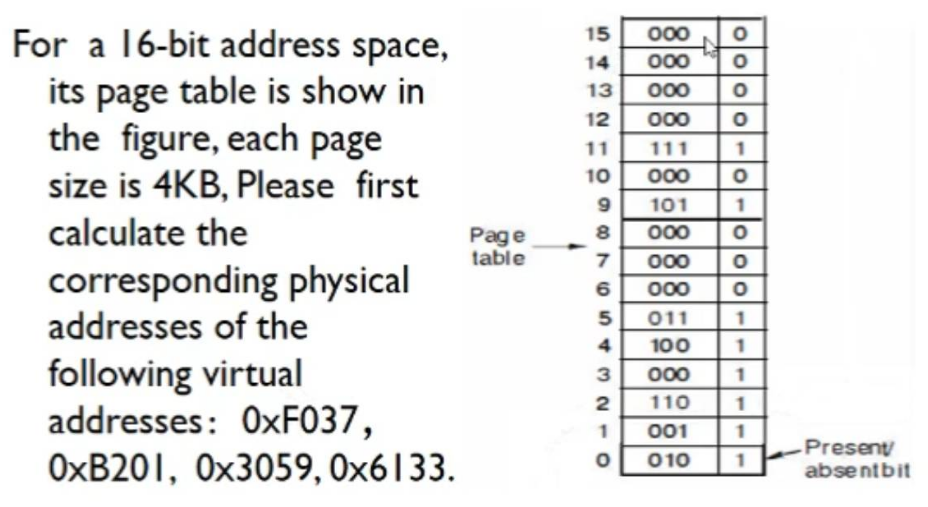 For a 16-bit address space,
its page table is show in
the figure, each page
size is 4KB, Please first
calculate the
corresponding physical
addresses of the
following virtual
addresses: 0xF037,
0xB201, 0x3059, 0x6133.
15 000 0
14 000 0
13 000 0
12 000 0
11 111 1
10 000 0
9 101 1
8 000 0
7 000 0
6 000 0
5 011 1
4 100 1
3 000 1
2 110 1
1 001 1
0 010 1
Page
table
Present/
absent bit